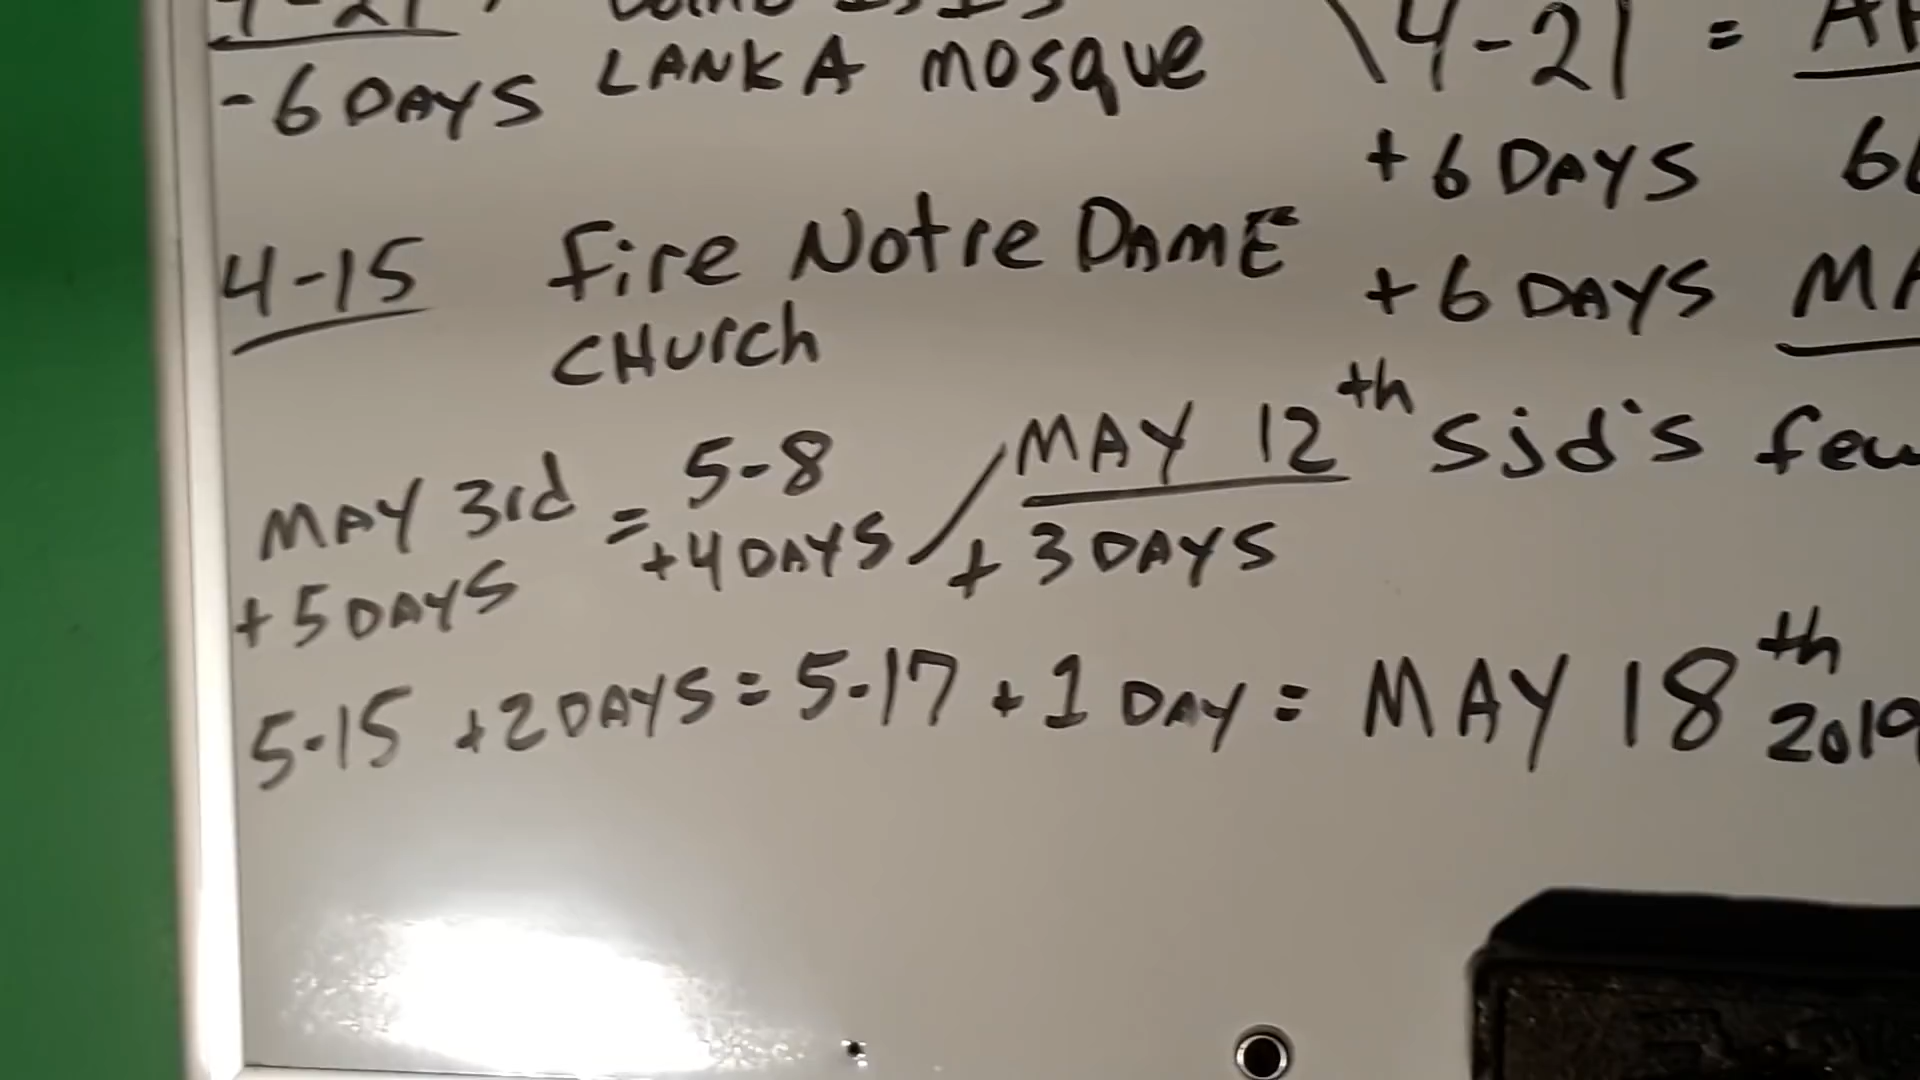 4-21
-6 DAYS LANKA mosque
4-21 =
+6 DAYS
4-15 fire Notre DAME
CHUrch
+6 DAYS
MAY 3rd = 5-8 / MAY 12th Sjd's
+5 DAYS +4 DAYS + 3 DAYS
5-15 +2 DAYS = 5-17 + 1 DAY = MAY 18th
2019